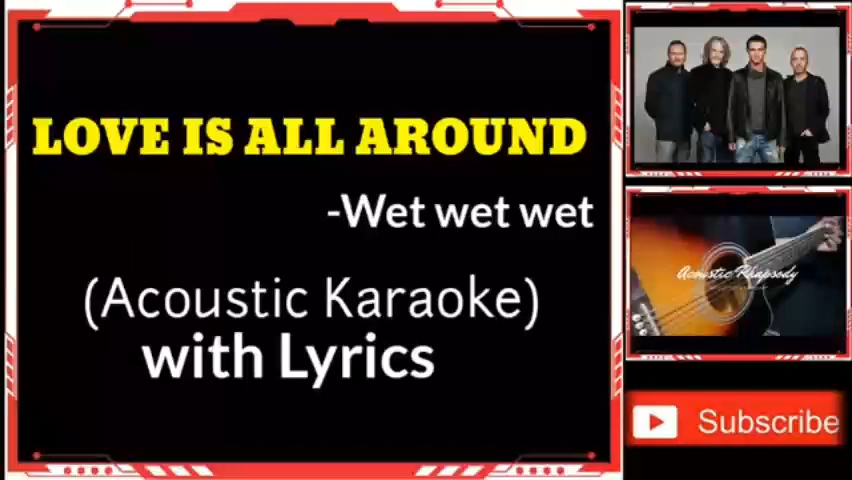 LOVE IS ALL AROUND
-Wet wet wet
(Acoustic Karaoke)
with Lyrics
Acoustic Rhapsody
Subscribe